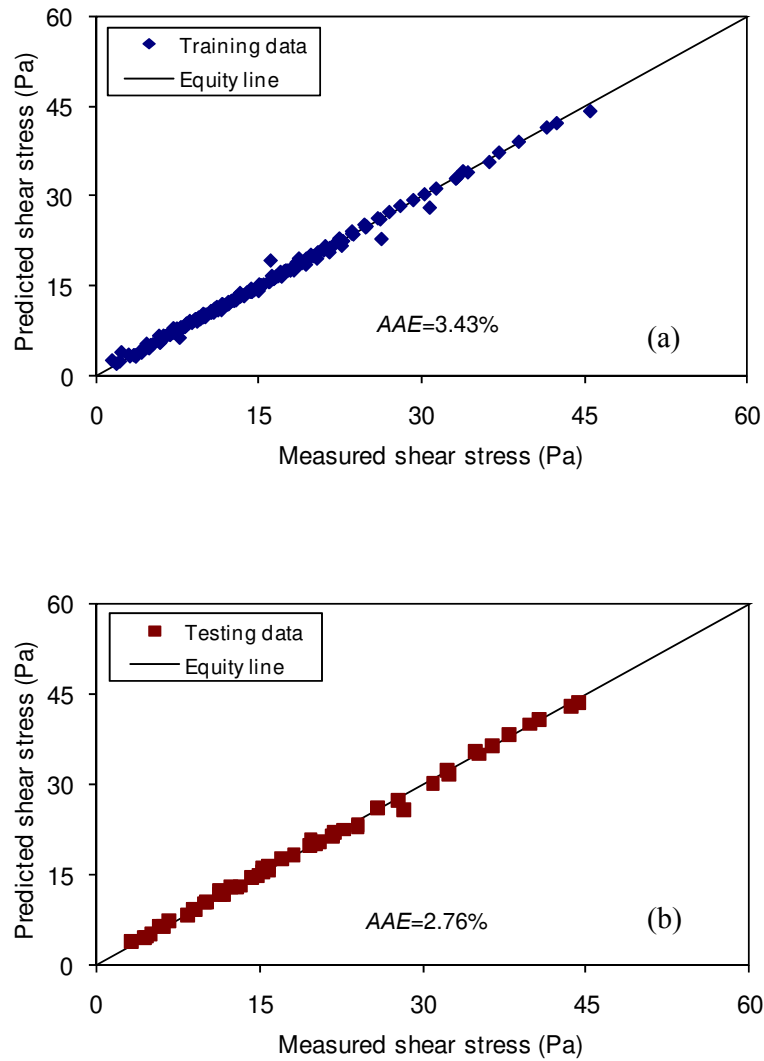 60
Training data
Equity line
45
30
15
0
Predicted shear stress (Pa)
AAE=3.43%
(a)
0 15 30 45 60
Measured shear stress (Pa)
60
Testing data
Equity line
45
30
15
0
Predicted shear stress (Pa)
AAE=2.76%
(b)
0 15 30 45 60
Measured shear stress (Pa)